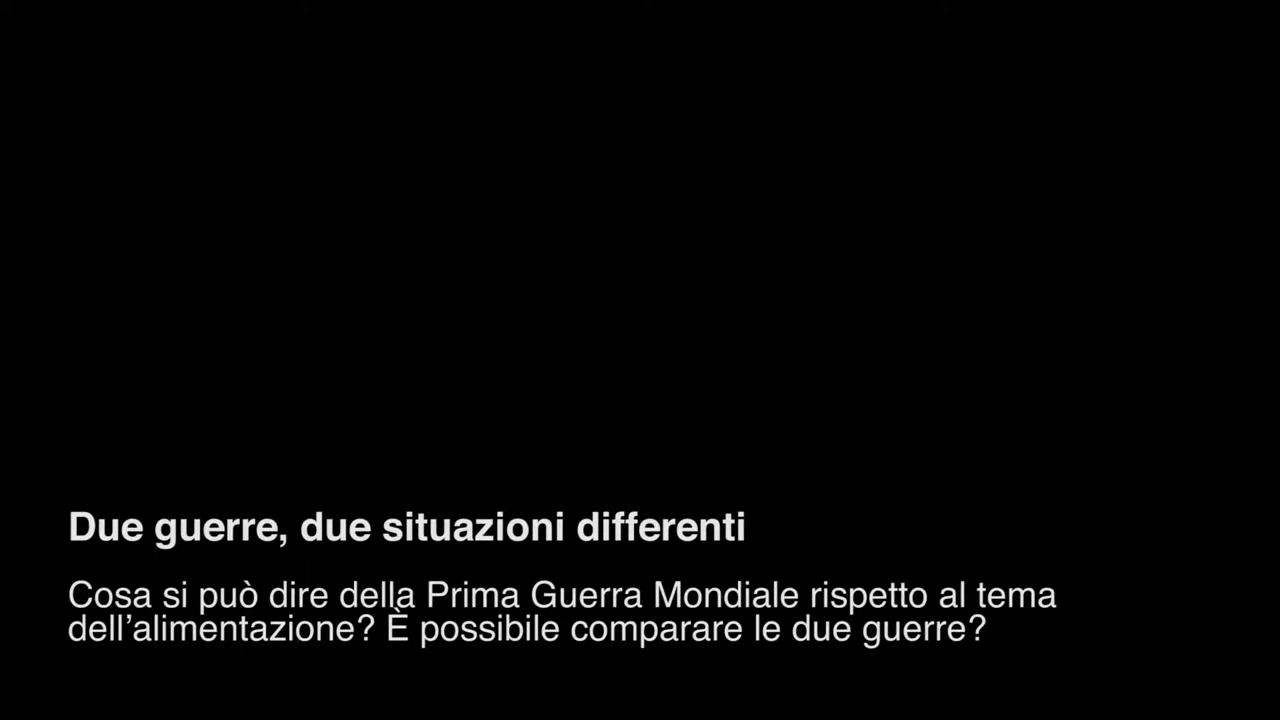 Due guerre, due situazioni differenti
Cosa si può dire della Prima Guerra Mondiale rispetto al tema
dell’alimentazione? È possibile comparare le due guerre?